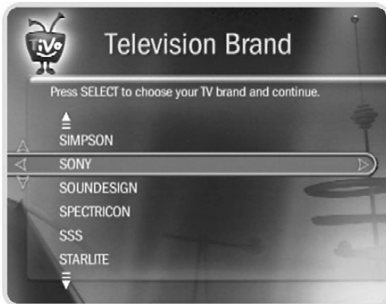 TiVo
Television Brand
Press SELECT to choose your TV brand and continue.
SIMPSON
SONY
SOUNDESIGN
SPECTRICON
SSS
STARLITE